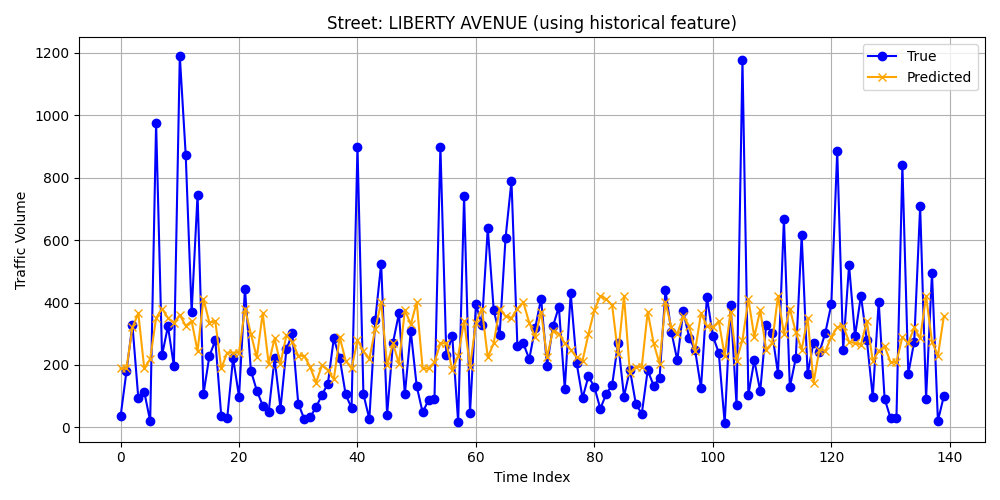 Street: LIBERTY AVENUE (using historical feature)
True
Predicted
Traffic Volume
1200
1000
800
600
400
200
0
0 20 40 60 80 100 120 140
Time Index